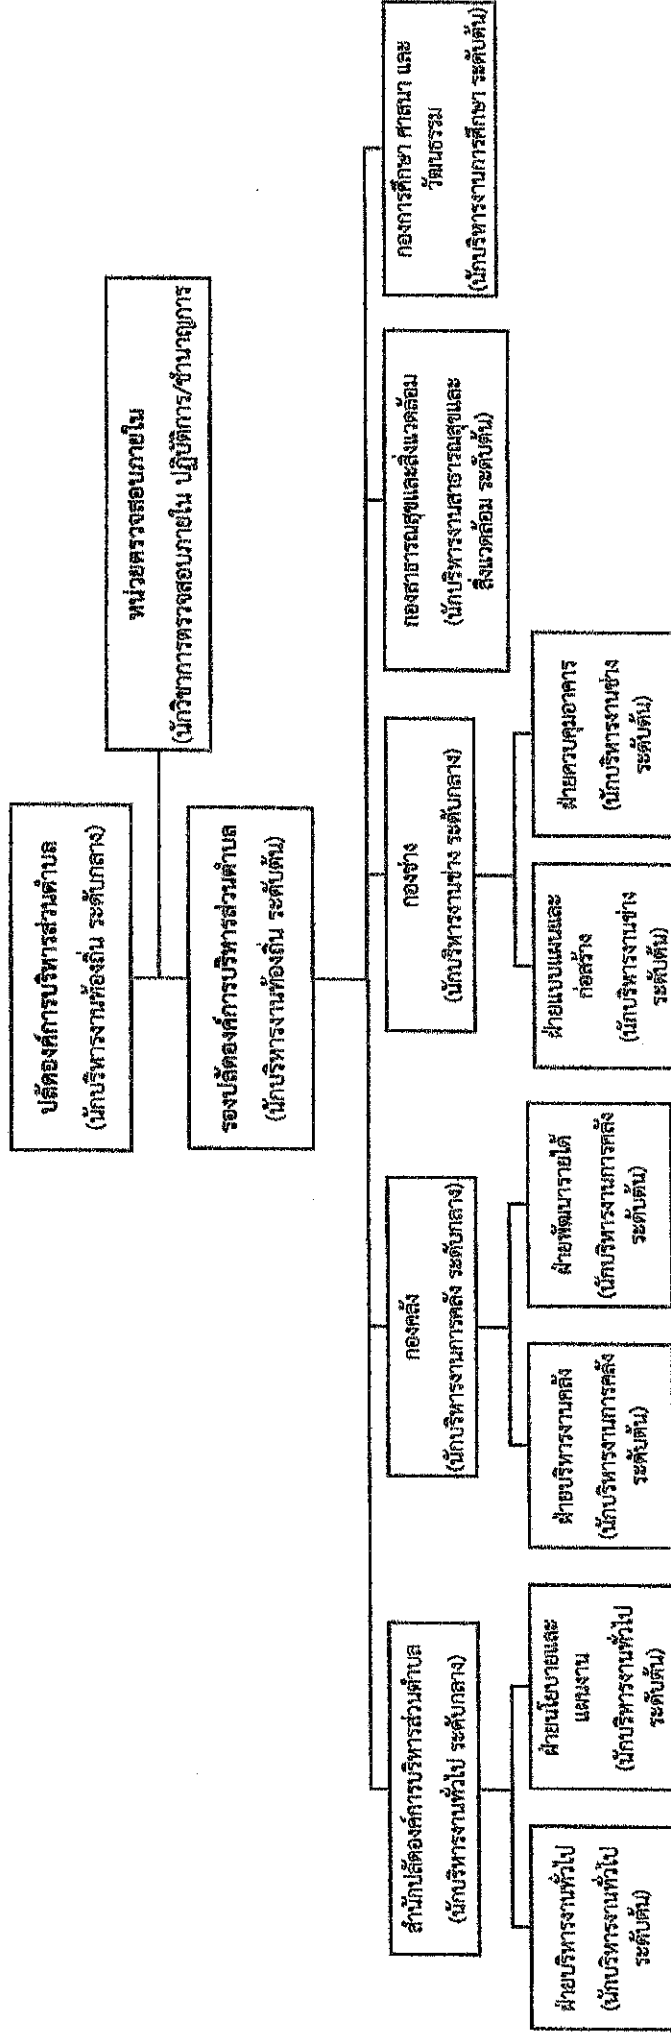 ปลัดองค์การบริหารส่วนตำบล
(นักบริหารงานท้องถิ่น ระดับกลาง)
หน่วยตรวจสอบภายใน
(นักวิชาการตรวจสอบภายใน ปฏิบัติการ/ชำนาญการ
รองปลัดองค์การบริหารส่วนตำบล
(นักบริหารงานท้องถิ่น ระดับต้น)
สำนักปลัดองค์การบริหารส่วนตำบล
(นักบริหารงานทั่วไป ระดับกลาง)
กองคลัง
(นักบริหารงานการคลัง ระดับกลาง)
กองช่าง
(นักบริหารงานช่าง ระดับกลาง)
กองสาธารณสุขและสิ่งแวดล้อม
(นักบริหารงานสาธารณสุขและ
สิ่งแวดล้อม ระดับต้น)
กองการศึกษา ศาสนา และ
วัฒนธรรม
(นักบริหารงานการศึกษา ระดับต้น)
ฝ่ายบริหารงานทั่วไป
(นักบริหารงานทั่วไป
ระดับต้น)
ฝ่ายนโยบายและ
แผนงาน
(นักบริหารงานทั่วไป
ระดับต้น)
ฝ่ายบริหารงานคลัง
(นักบริหารงานการคลัง
ระดับต้น)
ฝ่ายพัฒนารายได้
(นักบริหารงานการคลัง
ระดับต้น)
ฝ่ายแบบแผนและ
ก่อสร้าง
(นักบริหารงานช่าง
ระดับต้น)
ฝ่ายควบคุมอาคาร
(นักบริหารงานช่าง
ระดับต้น)